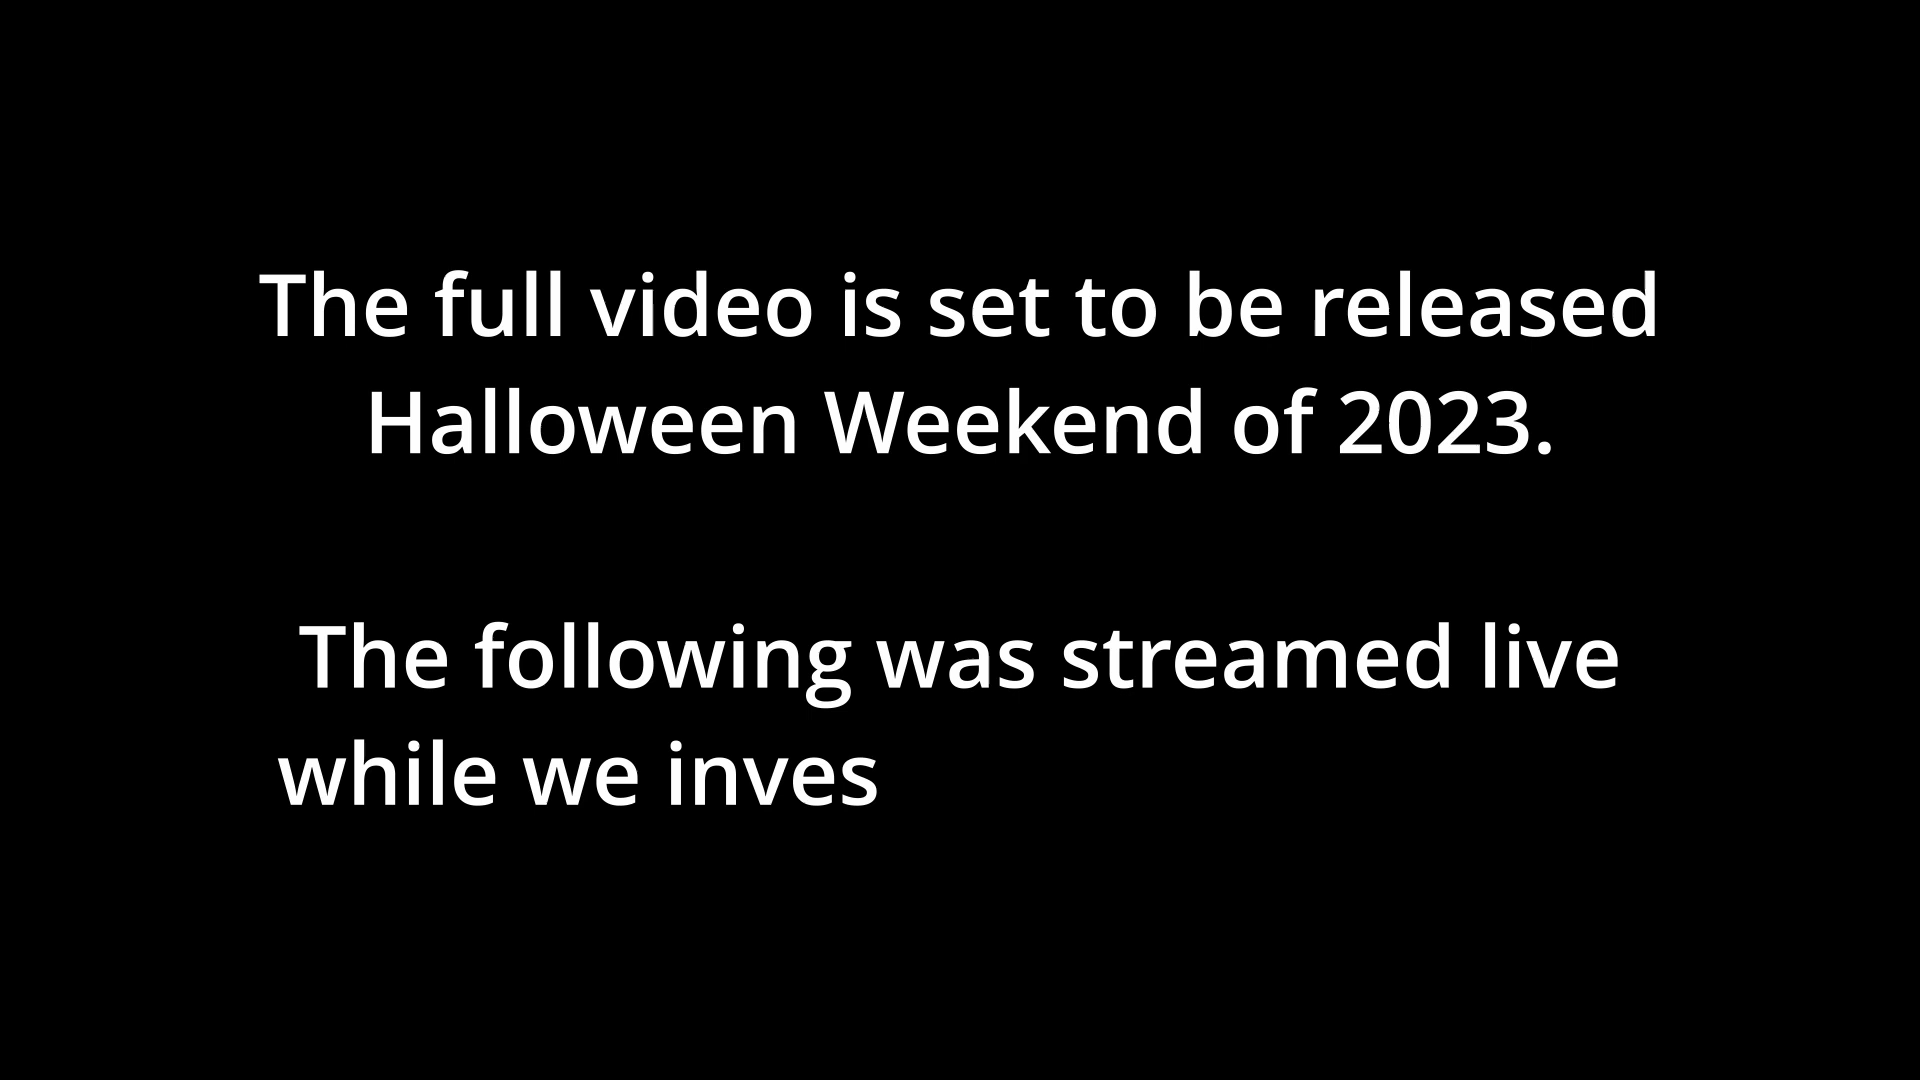 The full video is set to be released
Halloween Weekend of 2023.
The following was streamed live
while we inves